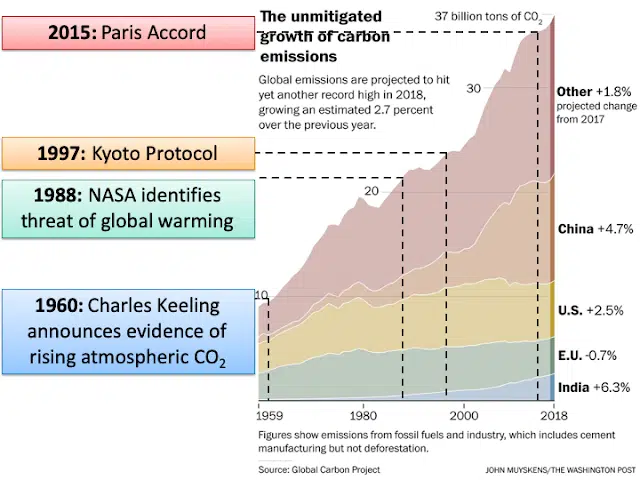 2015: Paris Accord
1997: Kyoto Protocol
1988: NASA identifies
threat of global warming
1960: Charles Keeling
announces evidence of
rising atmospheric CO₂
The unmitigated
growth of carbon
emissions
Global emissions are projected to hit
yet another record high in 2018,
growing an estimated 2.7 percent
over the previous year.
37 billion tons of CO₂
30
20
10
Other +1.8%
projected change
from 2017
China +4.7%
U.S. +2.5%
E.U. -0.7%
India +6.3%
1959
1980
2000
2018
Figures show emissions from fossil fuels and industry, which includes cement
manufacturing but not deforestation.
Source: Global Carbon Project
JOHN MUYSKENS/THE WASHINGTON POST